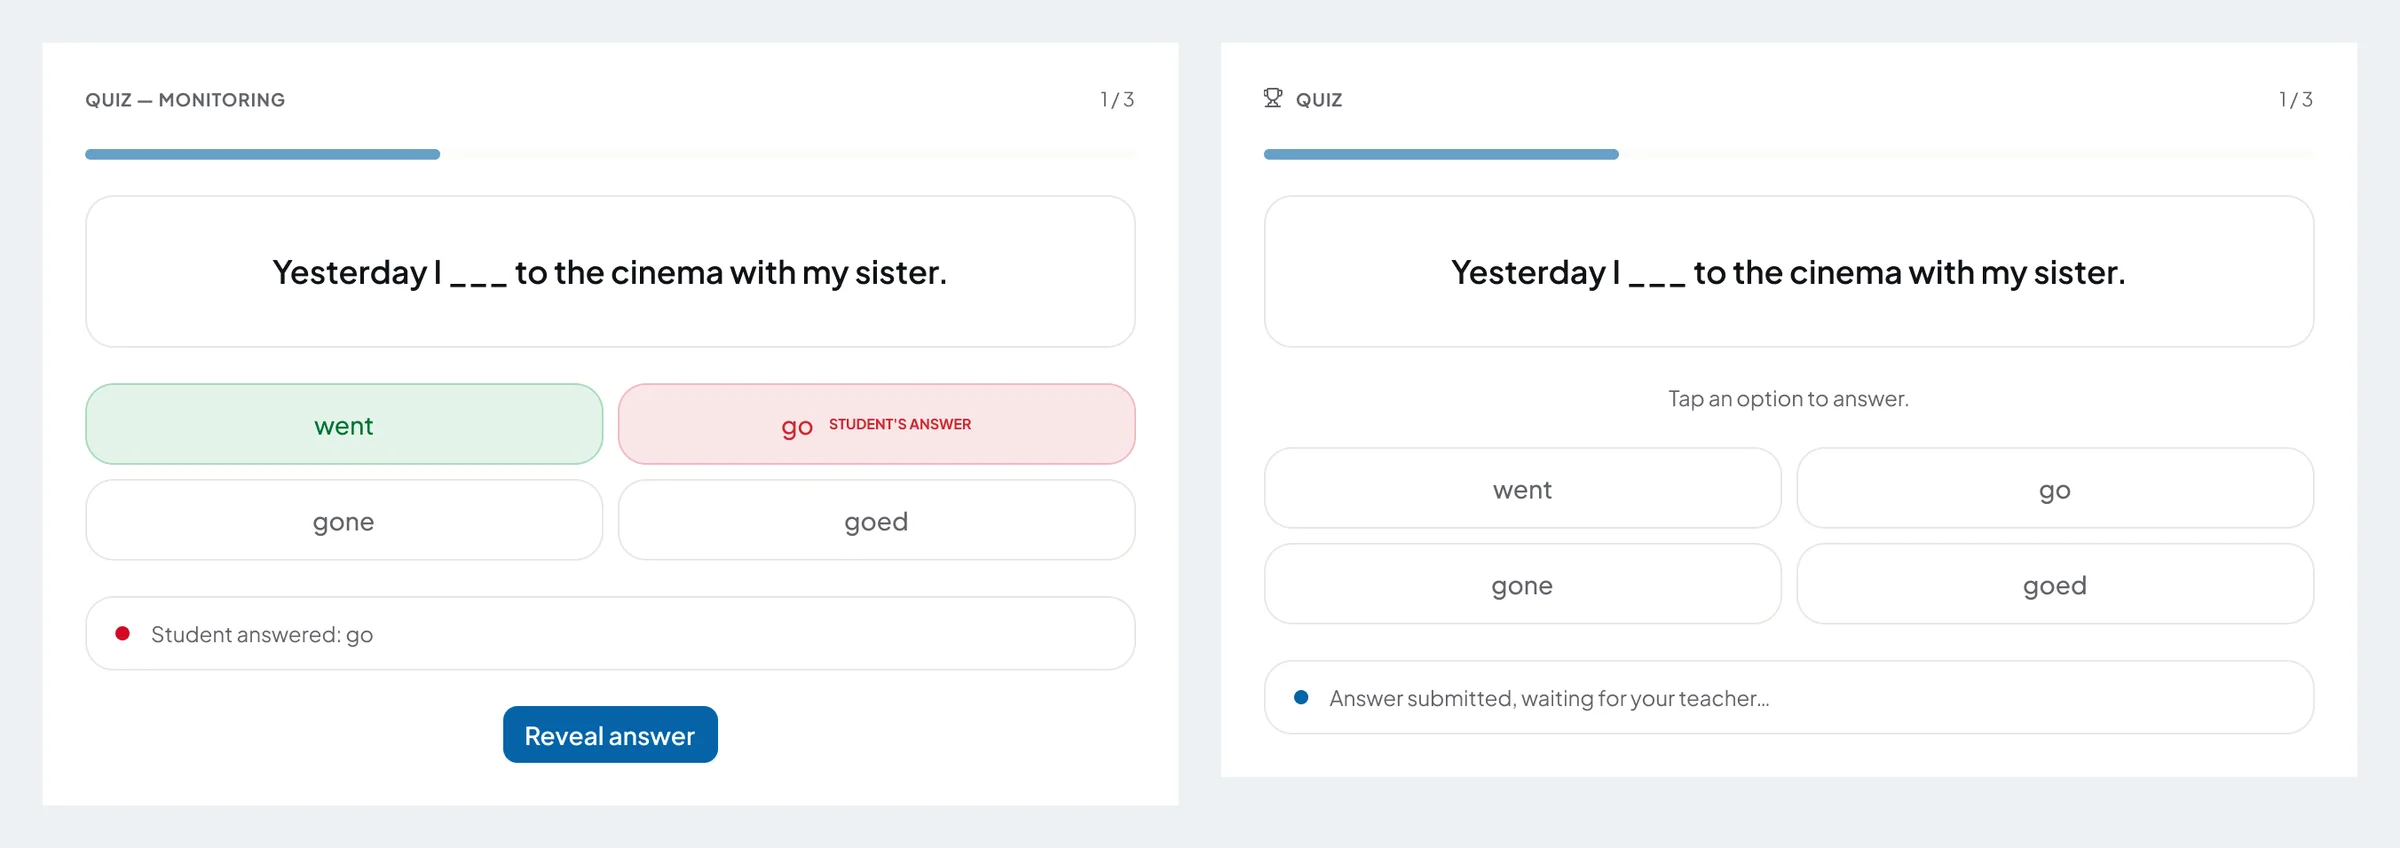 QUIZ — MONITORING
1 / 3
Yesterday I ___ to the cinema with my sister.
went
go STUDENT'S ANSWER
gone
goed
Student answered: go
Reveal answer
QUIZ
1 / 3
Yesterday I ___ to the cinema with my sister.
Tap an option to answer.
went
go
gone
goed
Answer submitted, waiting for your teacher…